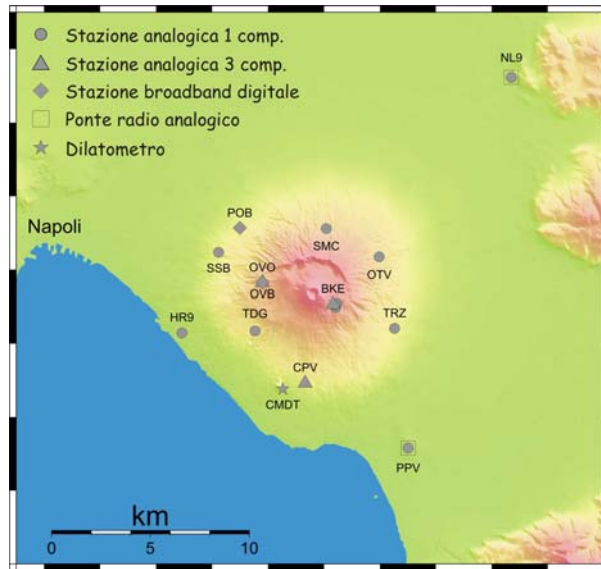 Stazione analogica 1 comp.
Stazione analogica 3 comp.
Stazione broadband digitale
Ponte radio analogico
Dilatometro
NL9
Napoli
POB
SMC
SSB
OVO
OTV
OVB
BKE
HR9
TDG
TRZ
CPV
CMDT
PPV
km
0 5 10